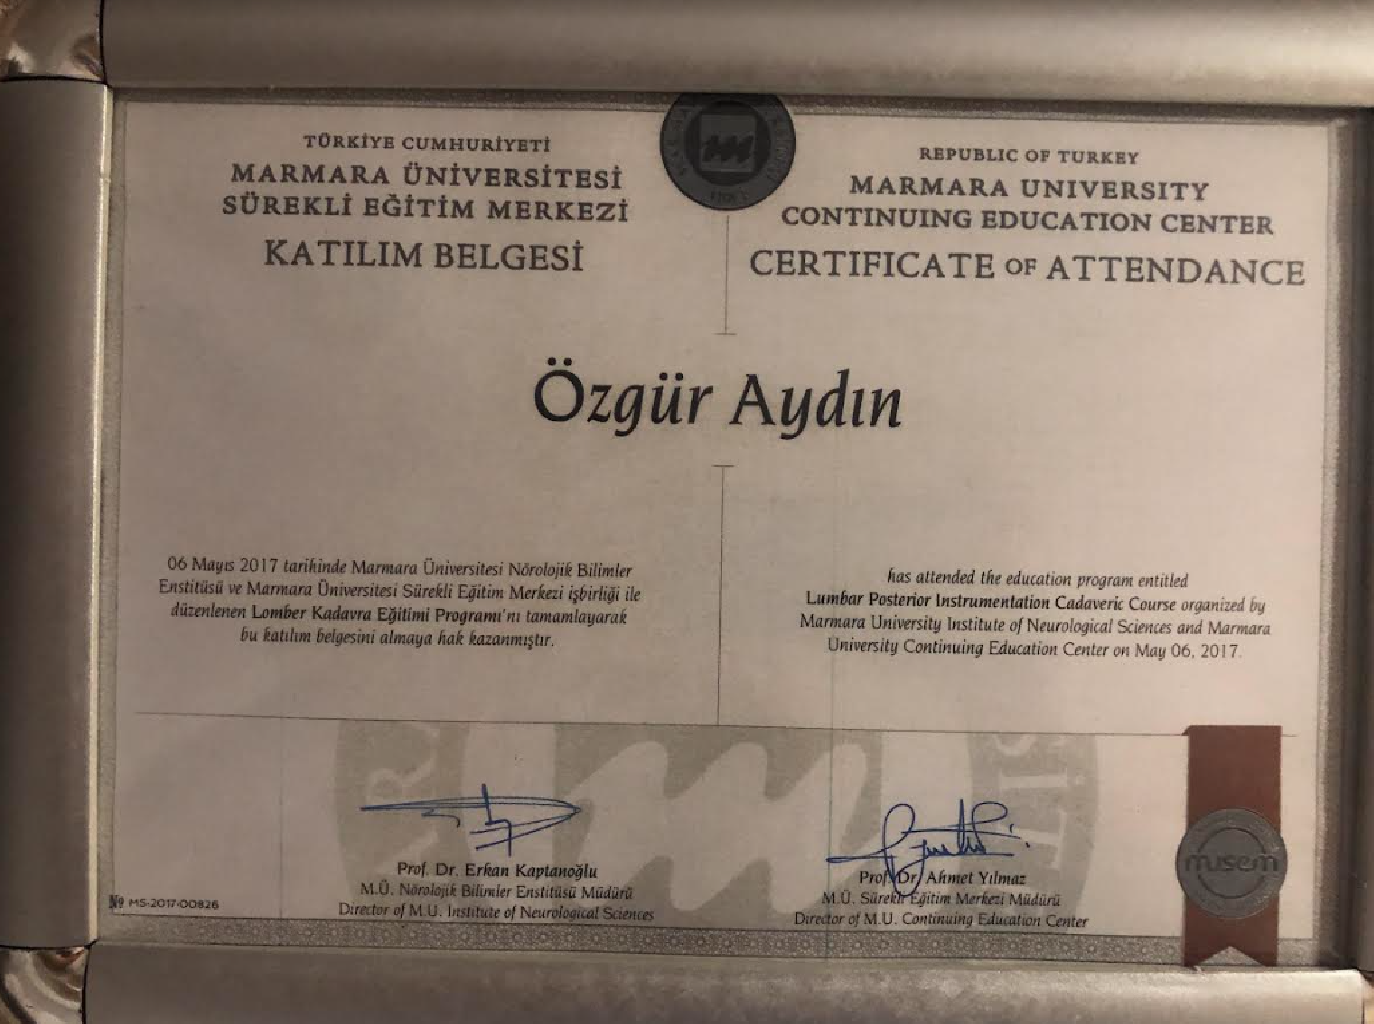 TÜRKİYE CUMHURİYETİ
MARMARA ÜNİVERSİTESİ
SÜREKLİ EĞİTİM MERKEZİ
KATILIM BELGESİ
REPUBLIC OF TURKEY
MARMARA UNIVERSITY
CONTINUING EDUCATION CENTER
CERTIFICATE OF ATTENDANCE
Özgür Aydın
06 Mayıs 2017 tarihinde Marmara Üniversitesi Nörolojik Bilimler
Enstitüsü ve Marmara Üniversitesi Sürekli Eğitim Merkezi işbirliği ile
düzenlenen Lomber Kadavra Eğitimi Programı'nı tamamlayarak
bu katılım belgesini almaya hak kazanmıştır.
has attended the education program entitled
Lumbar Posterior Instrumentation Cadaveric Course organized by
Marmara University Institute of Neurological Sciences and Marmara
University Continuing Education Center on May 06, 2017.
Prof. Dr. Erkan Kaptanoğlu
M.Ü. Nörolojik Bilimler Enstitüsü Müdürü
Director of M.U. Institute of Neurological Sciences
Prof. Dr. Ahmet Yılmaz
M.Ü. Sürekli Eğitim Merkezi Müdürü
Director of M.U. Continuing Education Center
musem
№ MS-2017-00826